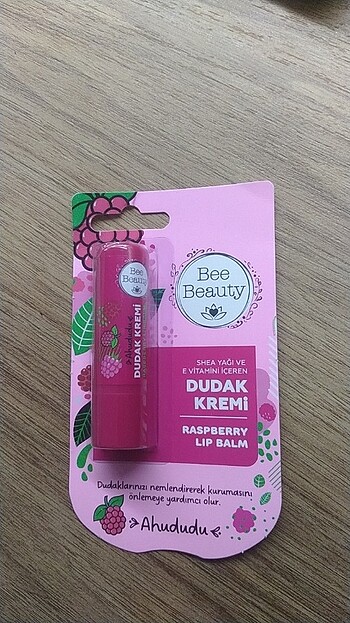 Bee
Beauty
SHEA YAĞI VE
E VİTAMİNİ İÇEREN
DUDAK
KREMİ
RASPBERRY
LIP BALM
Bee
Beauty
DUDAK KREMİ
Dudaklarınızı nemlendirerek kurumasını
önlemeye yardımcı olur.
Ahududu